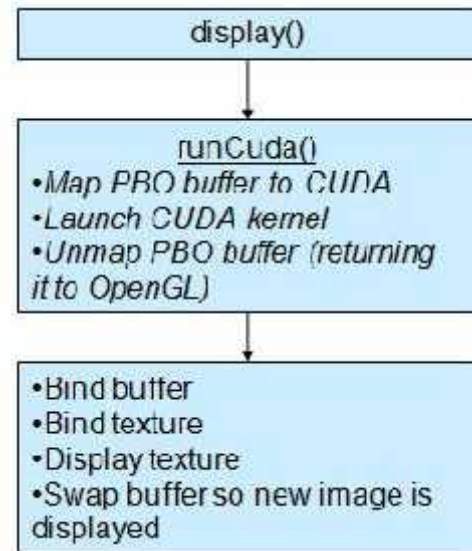 display()
runCuda()
•Map PBO buffer to CUDA
•Launch CUDA kernel
•Unmap PBO buffer (returning
it to OpenGL)
•Bind buffer
•Bind texture
•Display texture
•Swap buffer so new image is
displayed